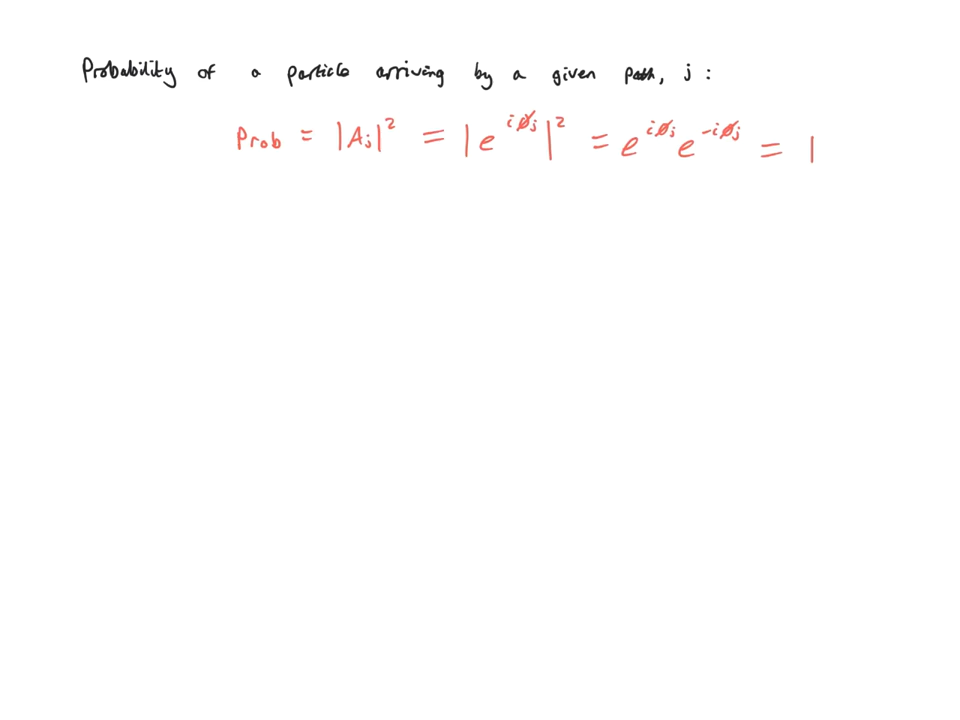 Probability of a particle arriving by a given path, j :
Prob = |Aⱼ|² = |e^{iϕⱼ}|² = e^{iϕⱼ} e^{-iϕⱼ} = 1